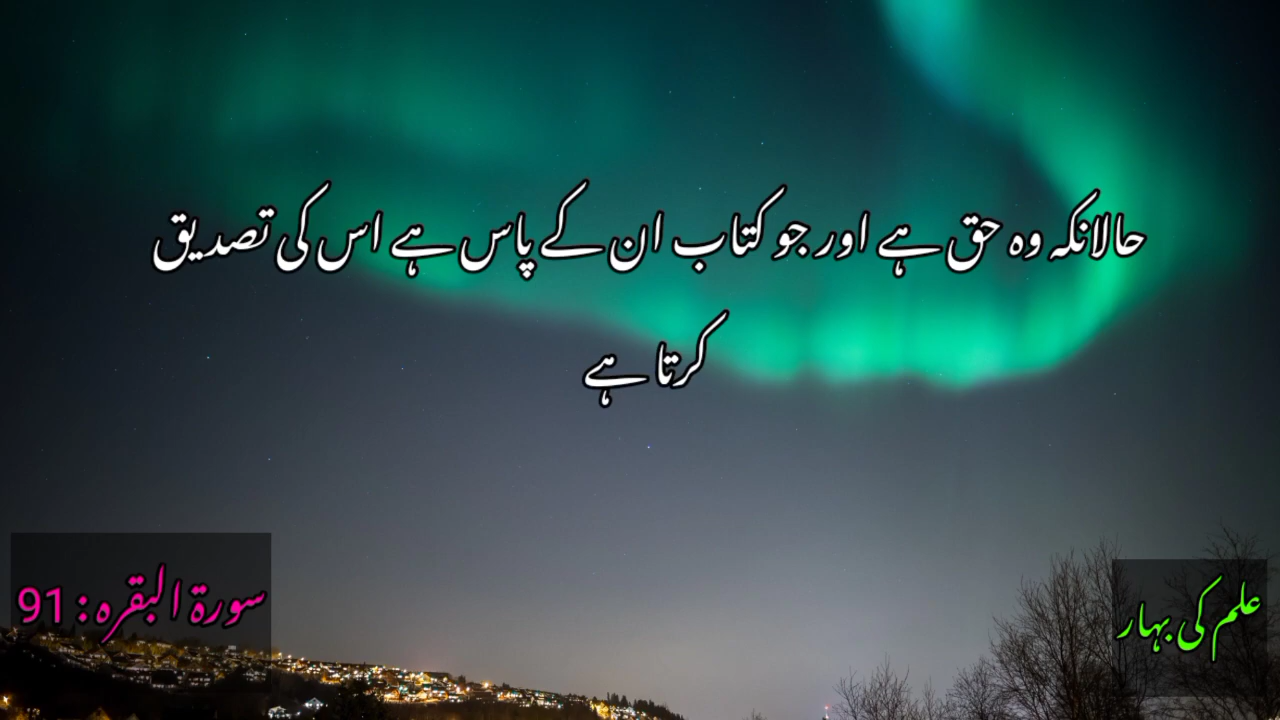 حالانکہ وہ حق ہے اور جو کتاب ان کے پاس ہے اس کی تصدیق
کرتا ہے
سورۃ البقرہ: 91
علم کی بہار